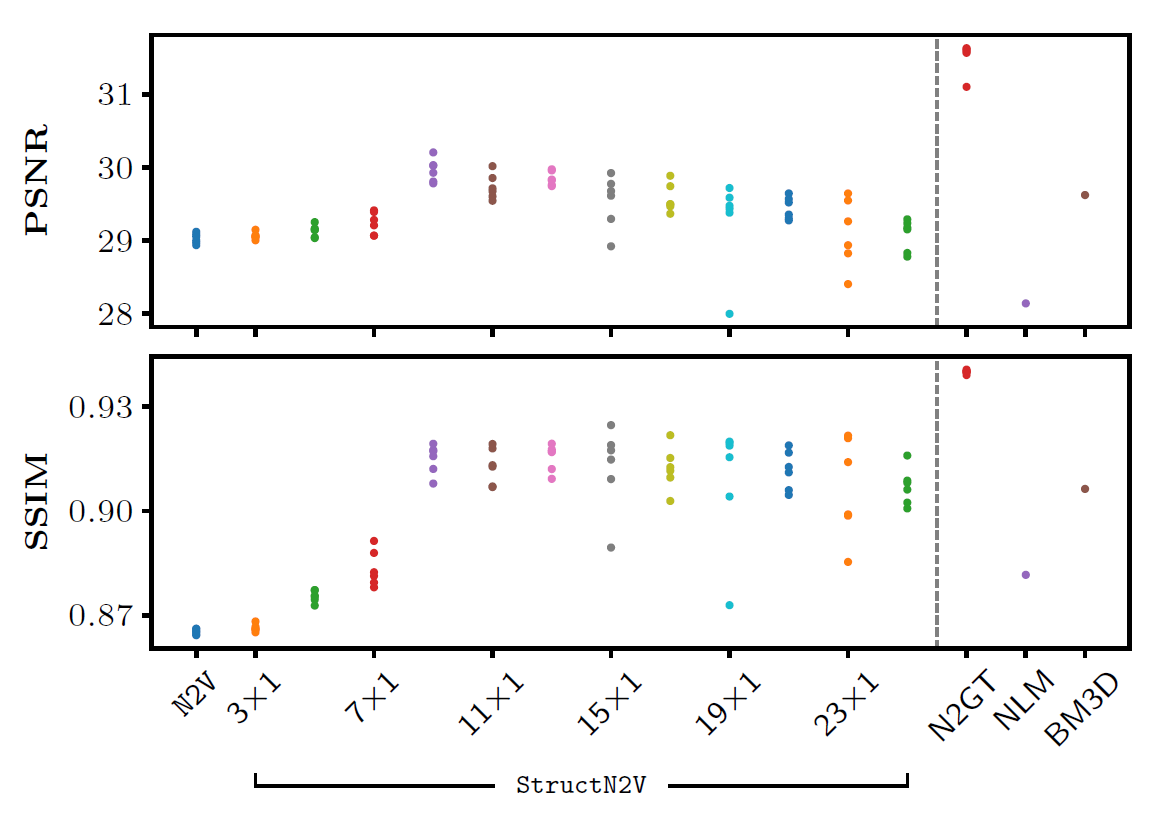 PSNR
31
30
29
28
SSIM
0.93
0.90
0.87
N2V
3×1
7×1
11×1
15×1
19×1
23×1
N2GT
NLM
BM3D
StructN2V